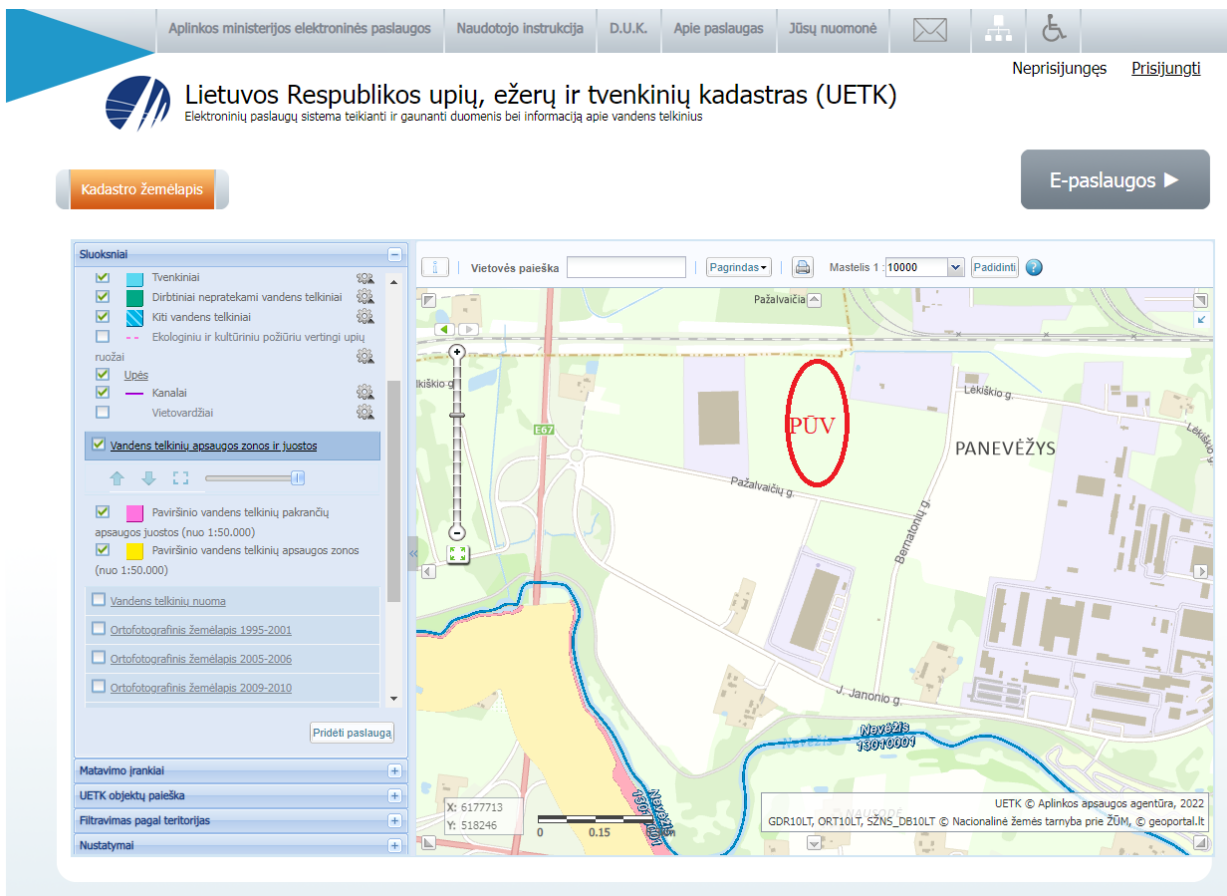 Aplinkos ministerijos elektroninės paslaugos
Naudotojo instrukcija
D.U.K.
Apie paslaugas
Jūsų nuomonė
Neprisijungęs
Prisijungti
Lietuvos Respublikos upių, ežerų ir tvenkinių kadastras (UETK)
Elektroninių paslaugų sistema teikianti ir gaunanti duomenis bei informaciją apie vandens telkinius
Kadastro žemėlapis
E-paslaugos ►
Sluoksniai
Tvenkiniai
Dirbtiniai nepratekami vandens telkiniai
Kiti vandens telkiniai
Ekologiniu ir kultūriniu požiūriu vertingi upių
ruožai
Upės
Kanalai
Vietovardžiai
Vandens telkinių apsaugos zonos ir juostos
Paviršinio vandens telkinių pakrančių
apsaugos juostos (nuo 1:50.000)
Paviršinio vandens telkinių apsaugos zonos
(nuo 1:50.000)
Vandens telkinių nuoma
Ortofotografinis žemėlapis 1995-2001
Ortofotografinis žemėlapis 2005-2006
Ortofotografinis žemėlapis 2009-2010
Pridėti paslaugą
Matavimo įrankiai
UETK objektų paieška
Filtravimas pagal teritorijas
Nustatymai
Vietovės paieška
Pagrindas
Mastelis 1 : 10000
Padidinti
Pažalvaičia
kiškio g.
Lėkiškio g.
Lėkiškio g.
E67
PŪV
PANEVĖŽYS
Pažalvaičių g.
Bernatonių g.
J. Janonio g.
Nevėžis
Nevėžis
13010001
Nevėžis
13010001
X: 6177713
Y: 518246
0 0.15
NAUSODĖ
UETK © Aplinkos apsaugos agentūra, 2022
GDR10LT, ORT10LT, SŽNS_DB10LT © Nacionalinė žemės tarnyba prie ŽŪM, © geoportal.lt